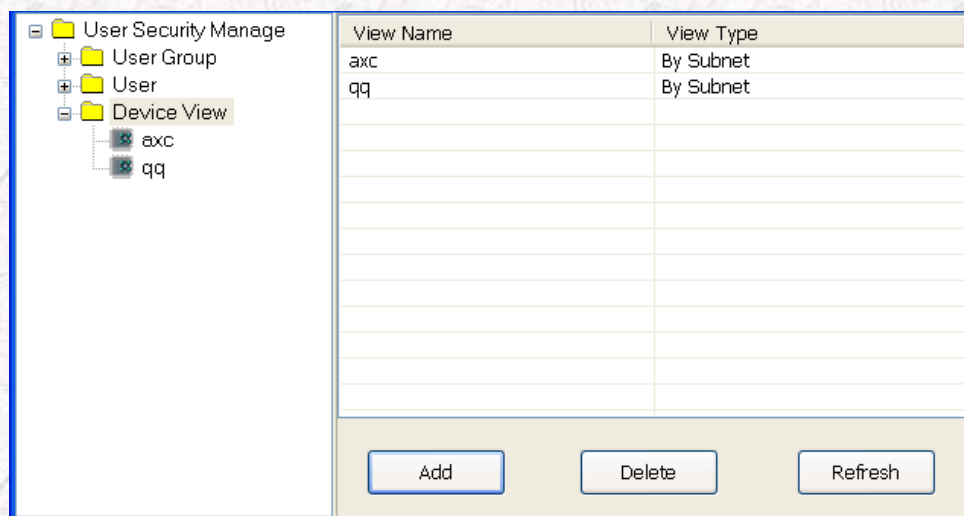 User Security Manage
User Group
User
Device View
axc
qq
View Name View Type
axc By Subnet
qq By Subnet
Add Delete Refresh